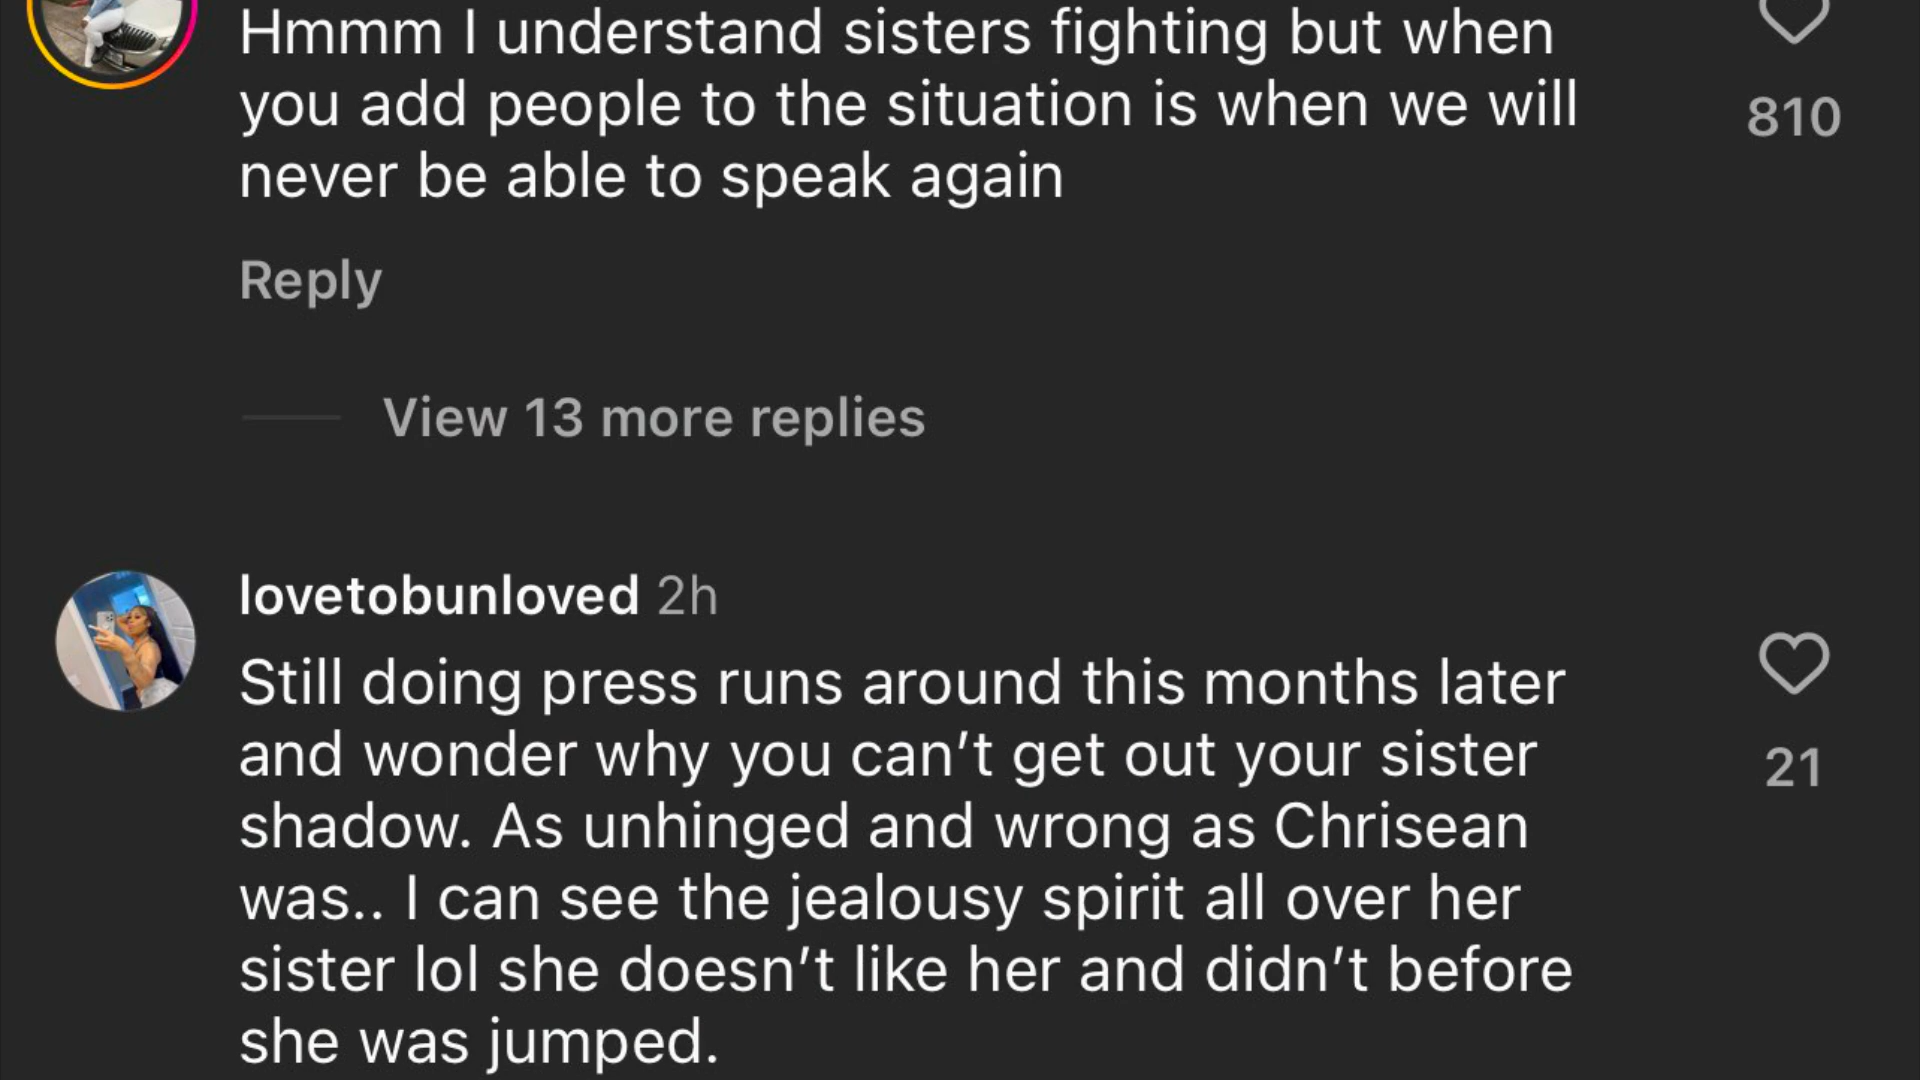 Hmmm I understand sisters fighting but when
you add people to the situation is when we will
never be able to speak again
810
Reply
View 13 more replies
lovetobunloved 2h
Still doing press runs around this months later
and wonder why you can’t get out your sister
shadow. As unhinged and wrong as Chrisean
was.. I can see the jealousy spirit all over her
sister lol she doesn’t like her and didn’t before
she was jumped.
21